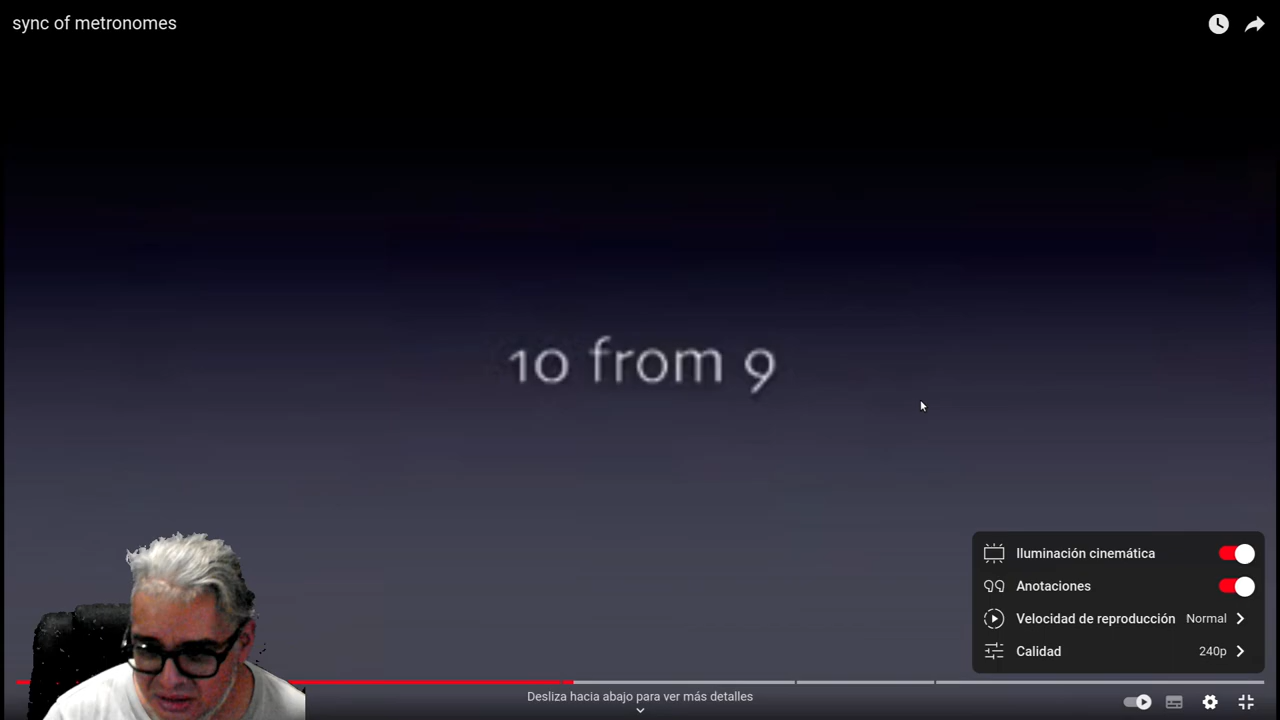 sync of metronomes
10 from 9
Iluminación cinemática
Anotaciones
Velocidad de reproducción Normal
Calidad 240p
Desliza hacia abajo para ver más detalles